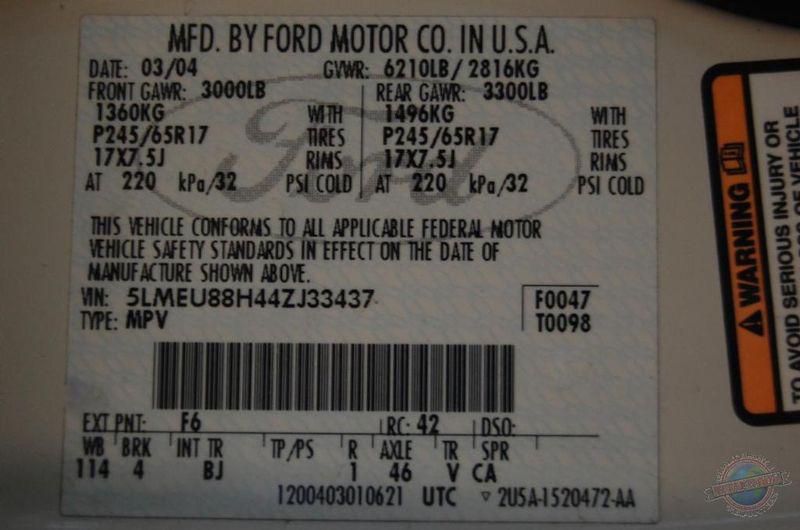 MFD. BY FORD MOTOR CO. IN U.S.A.
DATE: 03/04 GVWR: 6210LB/ 2816KG
FRONT GAWR: 3000LB REAR GAWR: 3300LB
1360KG WITH 1496KG WITH
P245/65R17 TIRES P245/65R17 TIRES
17X7.5J RIMS 17X7.5J RIMS
AT 220 kPa/32 PSI COLD AT 220 kPa/32 PSI COLD
Ford
THIS VEHICLE CONFORMS TO ALL APPLICABLE FEDERAL MOTOR
VEHICLE SAFETY STANDARDS IN EFFECT ON THE DATE OF
MANUFACTURE SHOWN ABOVE.
VIN: 5LMEU88H44ZJ33437 F0047
TYPE: MPV T0098
EXT PNT: F6 RC: 42 DSO:
WB BRK INT TR TP/PS R AXLE TR SPR
114 4 BJ 1 46 V CA
1200403010621 UTC ▽ 2U5A-1520472-AA
WARNING
TO AVOID SERIOUS INJURY OR
OF VEHICLE